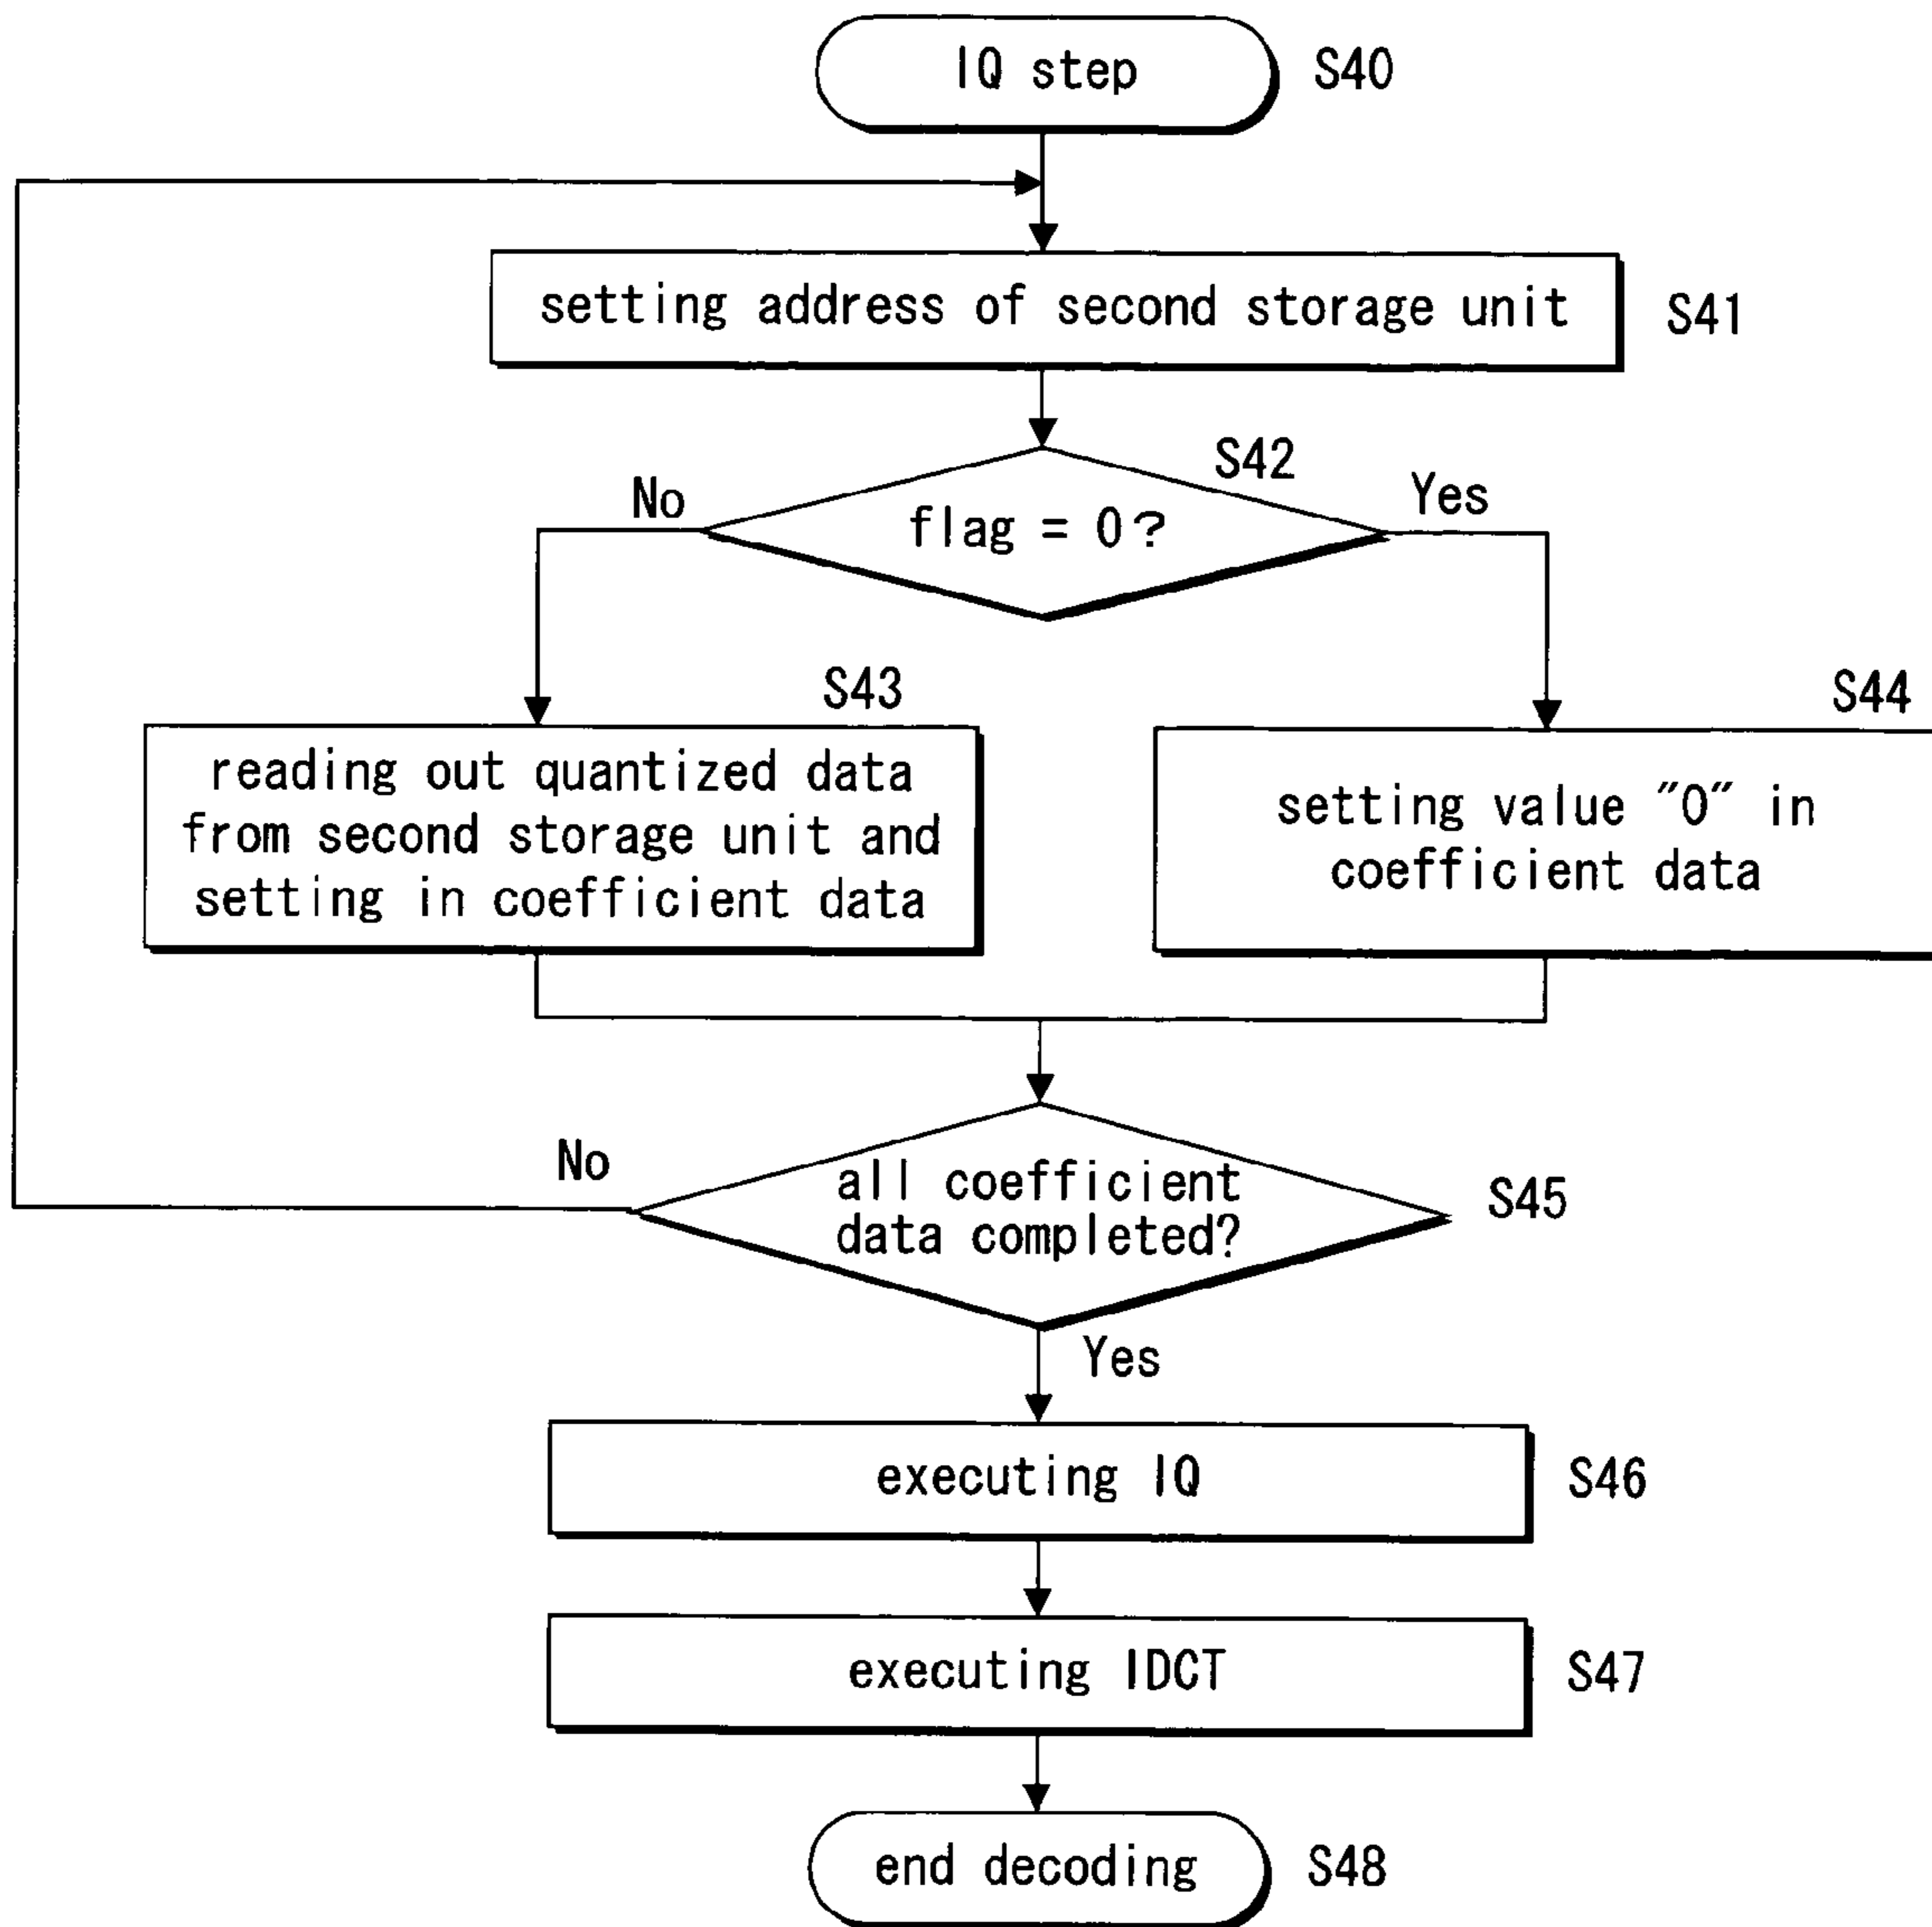 IQ step
S40
setting address of second storage unit
S41
S42
No
Yes
flag = 0?
S43
S44
reading out quantized data
from second storage unit and
setting in coefficient data
setting value "0" in
coefficient data
No
all coefficient
data completed?
S45
Yes
executing IQ
S46
executing IDCT
S47
end decoding
S48